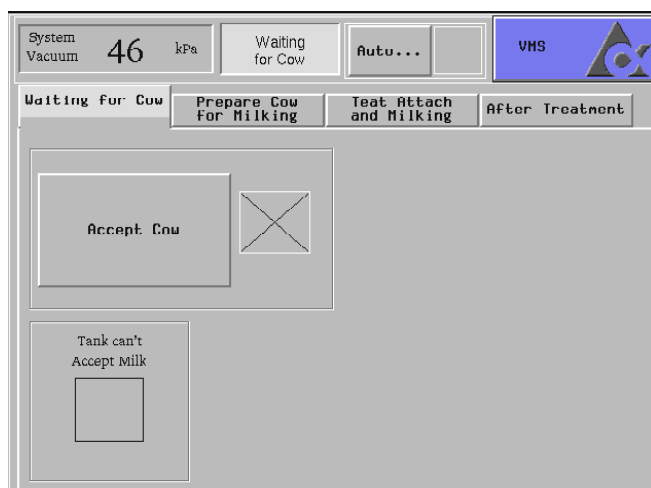 System
Vacuum 46 kPa
Waiting
for Cow
Auto...
VMS
Waiting for Cow
Prepare Cow
For Milking
Teat Attach
and Milking
After Treatment
Accept Cow
Tank can't
Accept Milk